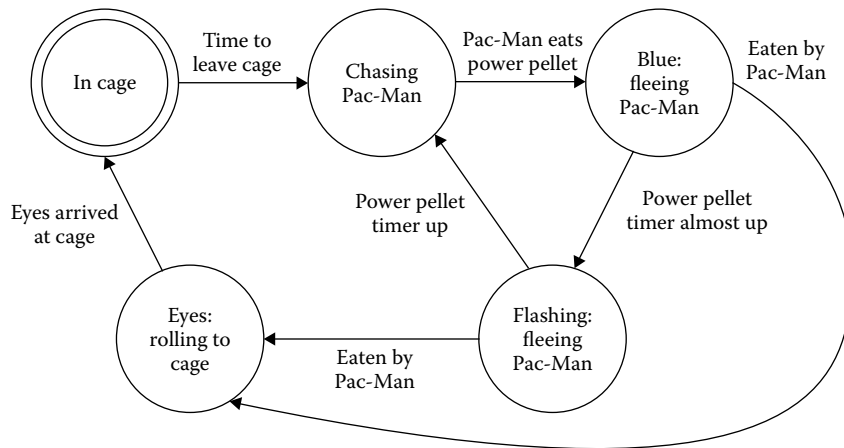 In cage
Time to
leave cage
Chasing
Pac-Man
Pac-Man eats
power pellet
Blue:
fleeing
Pac-Man
Eaten by
Pac-Man
Eyes arrived
at cage
Power pellet
timer up
Power pellet
timer almost up
Eyes:
rolling to
cage
Eaten by
Pac-Man
Flashing:
fleeing
Pac-Man